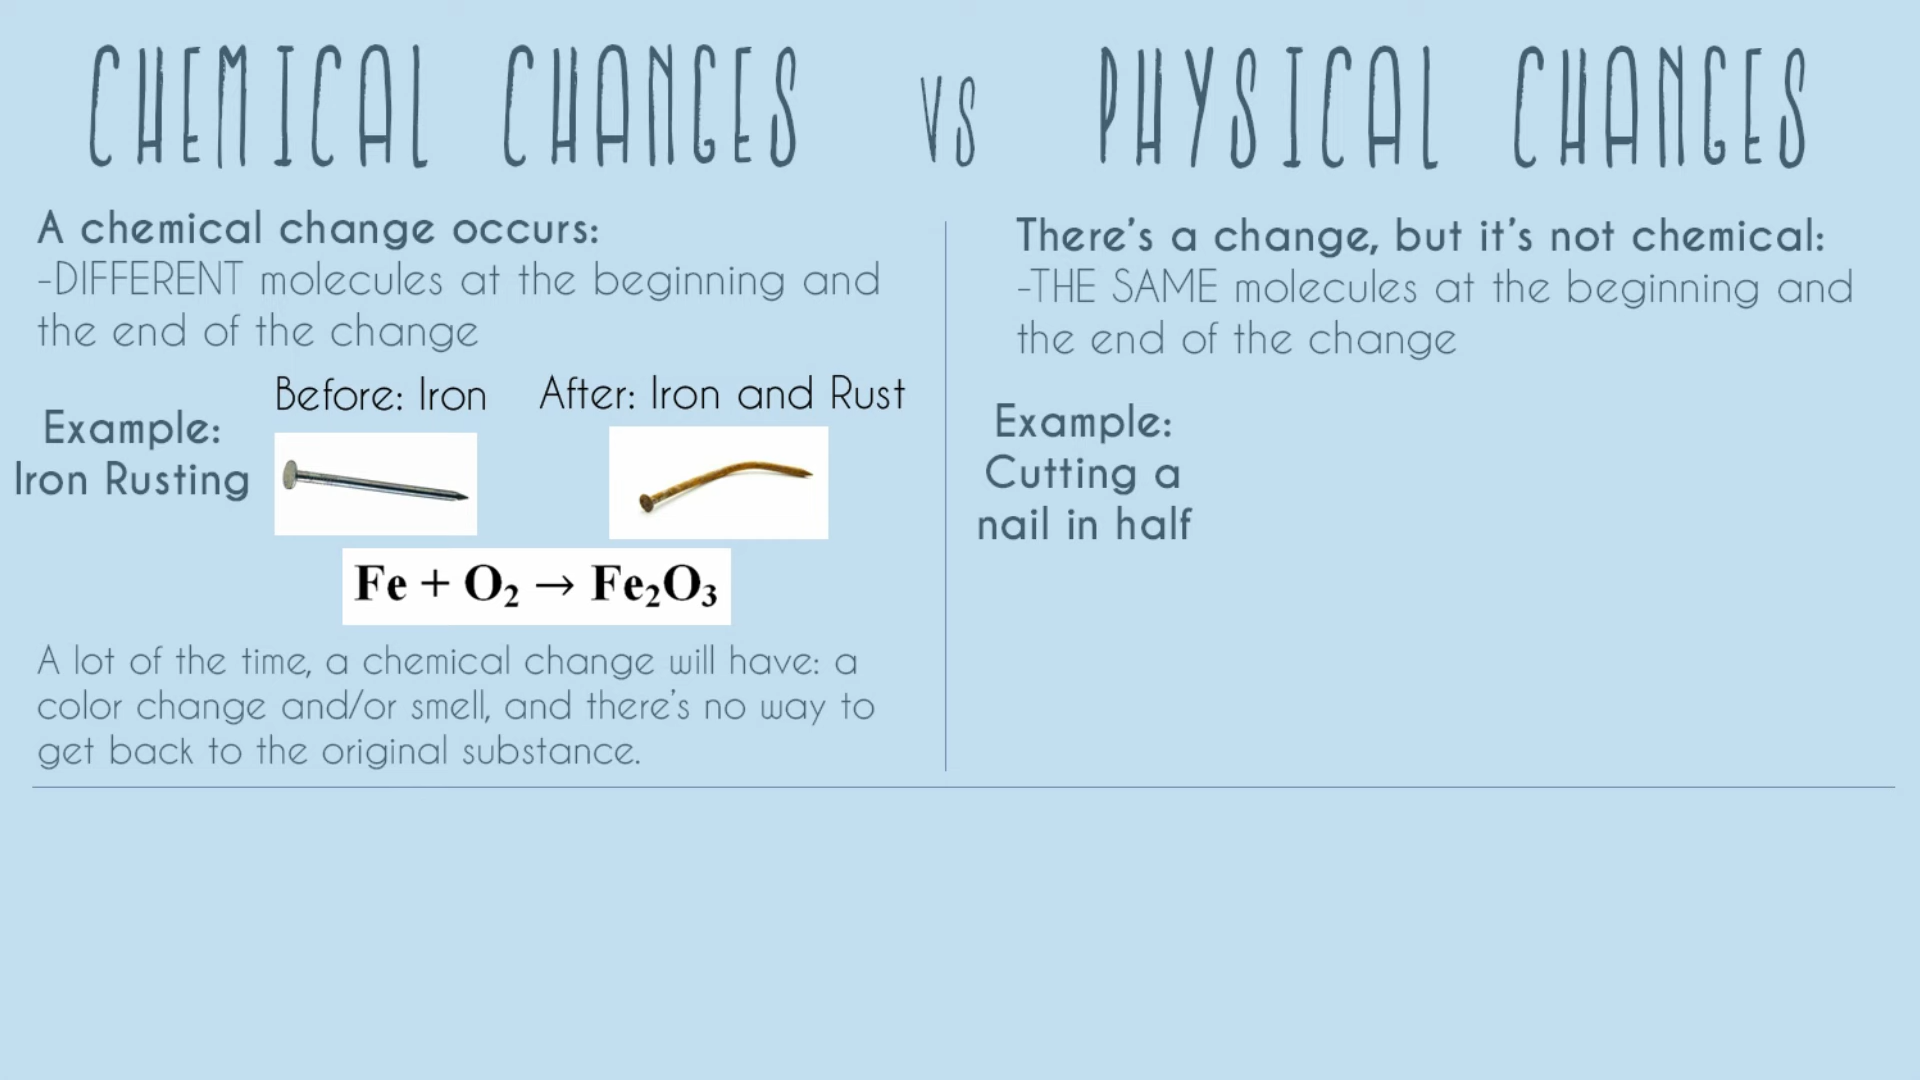 CHEMICAL CHANGES VS PHYSICAL CHANGES
A chemical change occurs:
-DIFFERENT molecules at the beginning and
the end of the change
Before: Iron
After: Iron and Rust
Example:
Iron Rusting
Fe + O₂ → Fe₂O₃
A lot of the time, a chemical change will have: a
color change and/or smell, and there's no way to
get back to the original substance.
There's a change, but it's not chemical:
-THE SAME molecules at the beginning and
the end of the change
Example:
Cutting a
nail in half